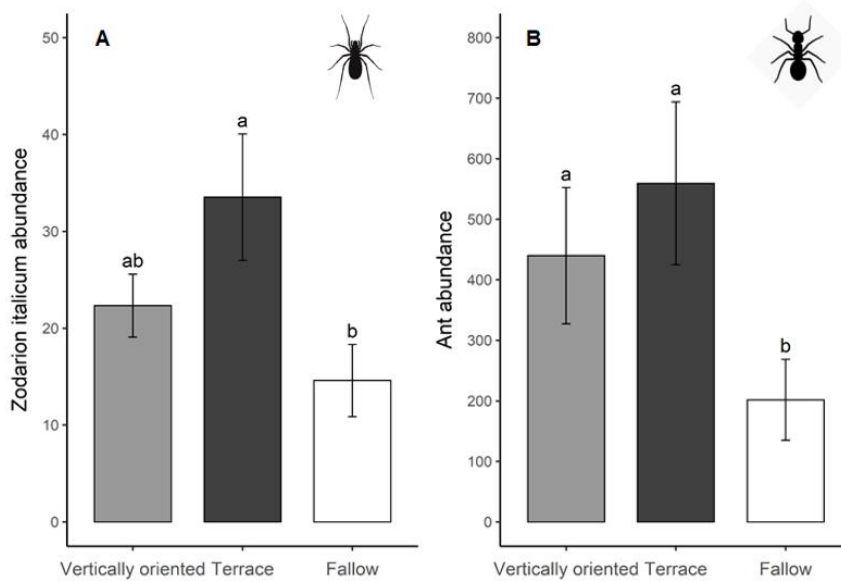 A
Zodarion italicum abundance
50
40
30
20
10
0
ab
a
b
Vertically oriented Terrace Fallow
B
Ant abundance
800
700
600
500
400
300
200
100
0
a
a
b
Vertically oriented Terrace Fallow